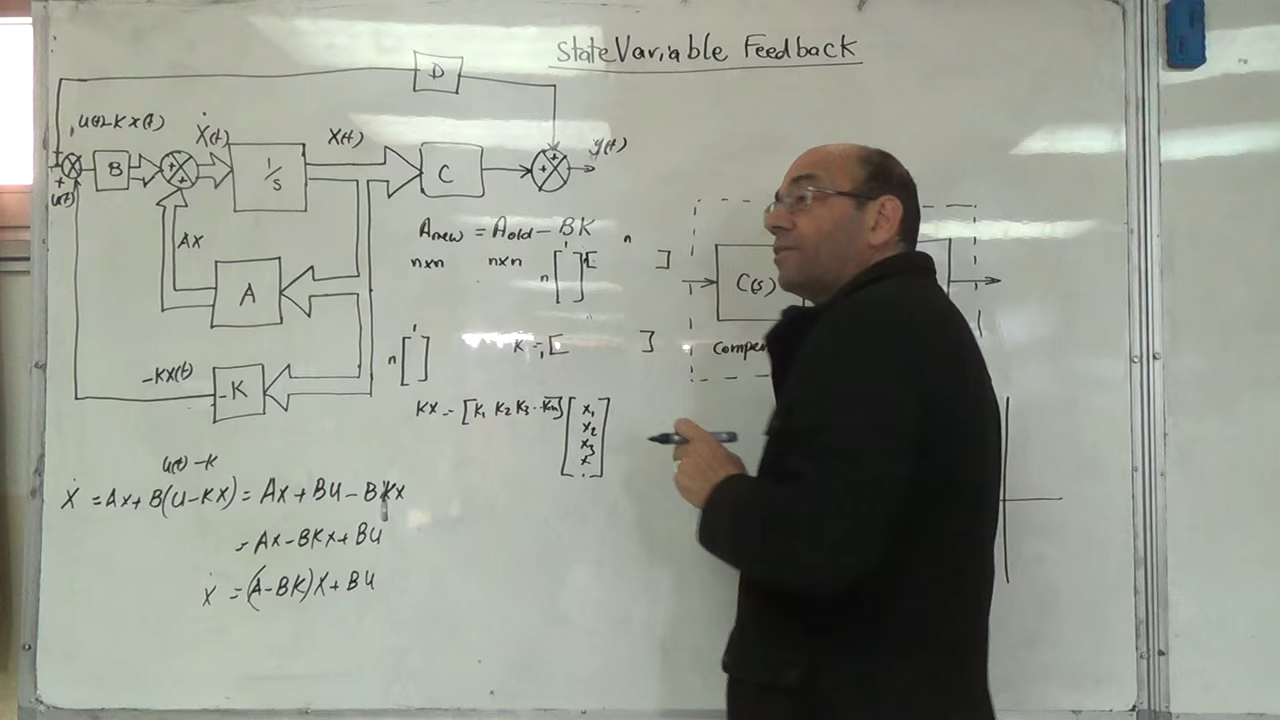 State Variable Feedback
D
u(t)-Kx(t)
Ẋ(t)
X(t)
y(t)
B
1/s
C
u(t)
AX
A
-KX(t)
-K
Anew = Aold - BK
nxn nxn
n [ ] [ ]
n [ ]
K = [ ]
C(s)
KX = [K1 K2 K3 .. Kn] [x1 x2 x3 x .]
u(t) -K
Ẋ = AX + B(U-KX) = AX + BU - BKX
= AX - BKX + BU
Ẋ = (A-BK)X + BU